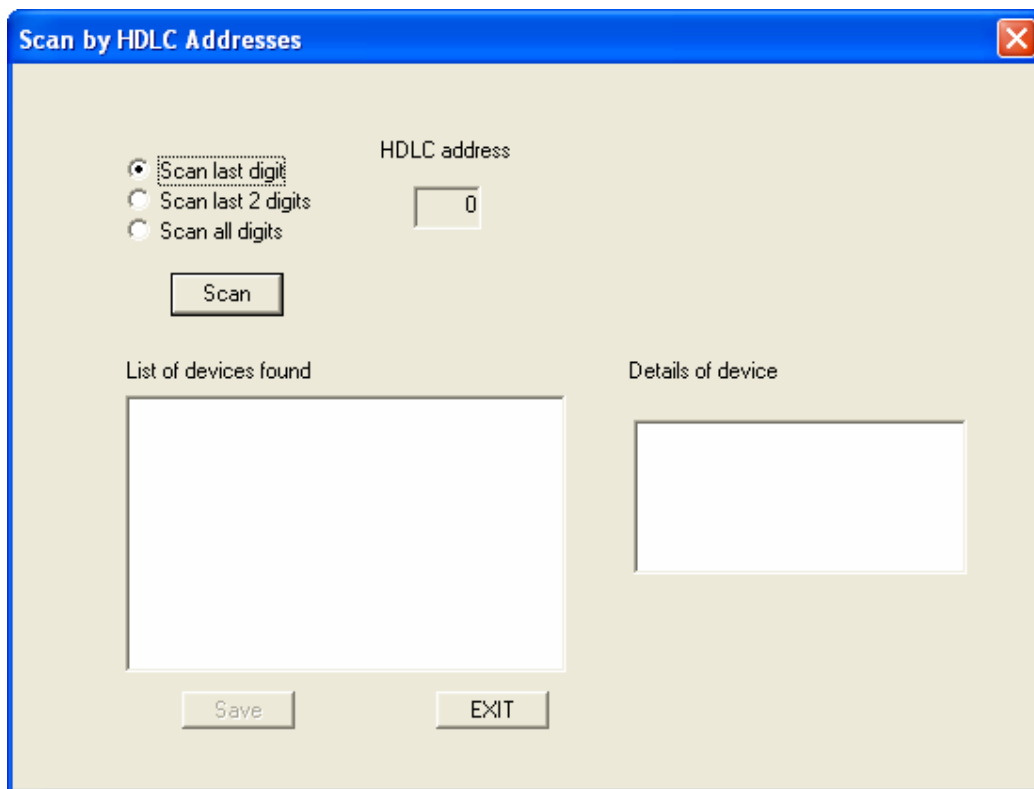 Scan by HDLC Addresses
HDLC address
Scan last digit
0
Scan last 2 digits
Scan all digits
Scan
List of devices found
Details of device
Save
EXIT